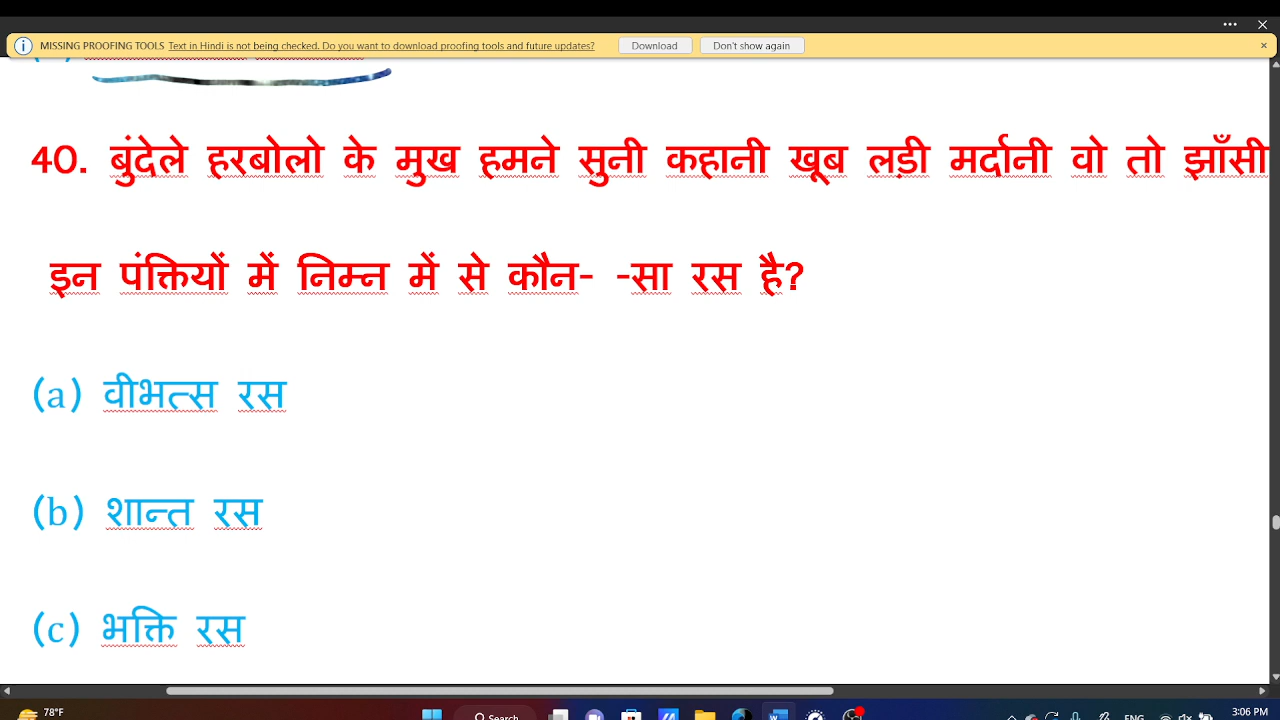 MISSING PROOFING TOOLS Text in Hindi is not being checked. Do you want to download proofing tools and future updates? Download Don't show again
40. बुंदेले हरबोलो के मुख हमने सुनी कहानी खूब लड़ी मर्दानी वो तो झाँसी
इन पंक्तियों में निम्न में से कौन- -सा रस है?
(a) वीभत्स रस
(b) शान्त रस
(c) भक्ति रस
78°F Search ENG 3:06 PM